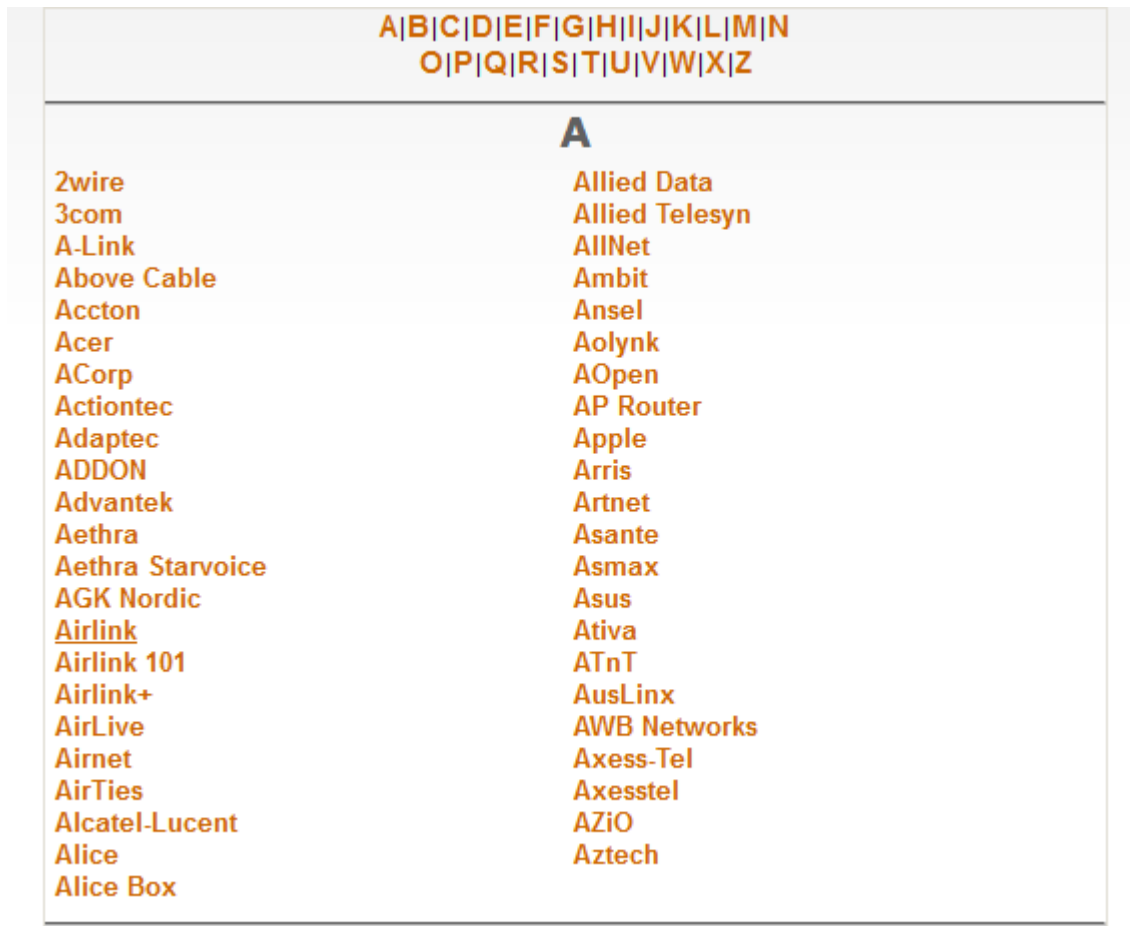 A|B|C|D|E|F|G|H|I|J|K|L|M|N
O|P|Q|R|S|T|U|V|W|X|Z
A
2wire
3com
A-Link
Above Cable
Accton
Acer
ACorp
Actiontec
Adaptec
ADDON
Advantek
Aethra
Aethra Starvoice
AGK Nordic
Airlink
Airlink 101
Airlink+
AirLive
Airnet
AirTies
Alcatel-Lucent
Alice
Alice Box
Allied Data
Allied Telesyn
AllNet
Ambit
Ansel
Aolynk
AOpen
AP Router
Apple
Arris
Artnet
Asante
Asmax
Asus
Ativa
ATnT
AusLinx
AWB Networks
Axess-Tel
Axesstel
AZiO
Aztech